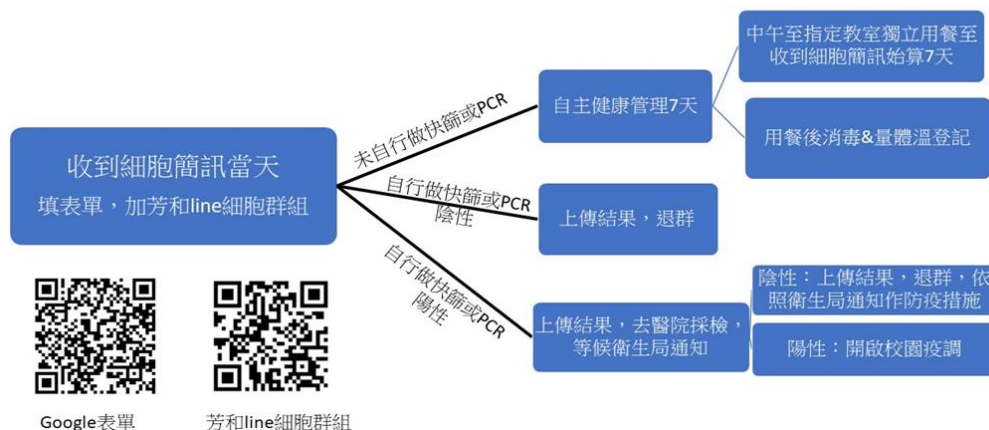 收到細胞簡訊當天
填表單，加芳和line細胞群組
未自行做快篩或PCR
自主健康管理7天
中午至指定教室獨立用餐至
收到細胞簡訊始算7天
用餐後消毒&量體溫登記
自行做快篩或PCR
陰性
上傳結果，退群
自行做快篩或PCR
陽性
上傳結果，去醫院採檢，
等候衛生局通知
陰性：上傳結果，退群，依
照衛生局通知作防疫措施
陽性：開啟校園疫調
Google表單
芳和line細胞群組